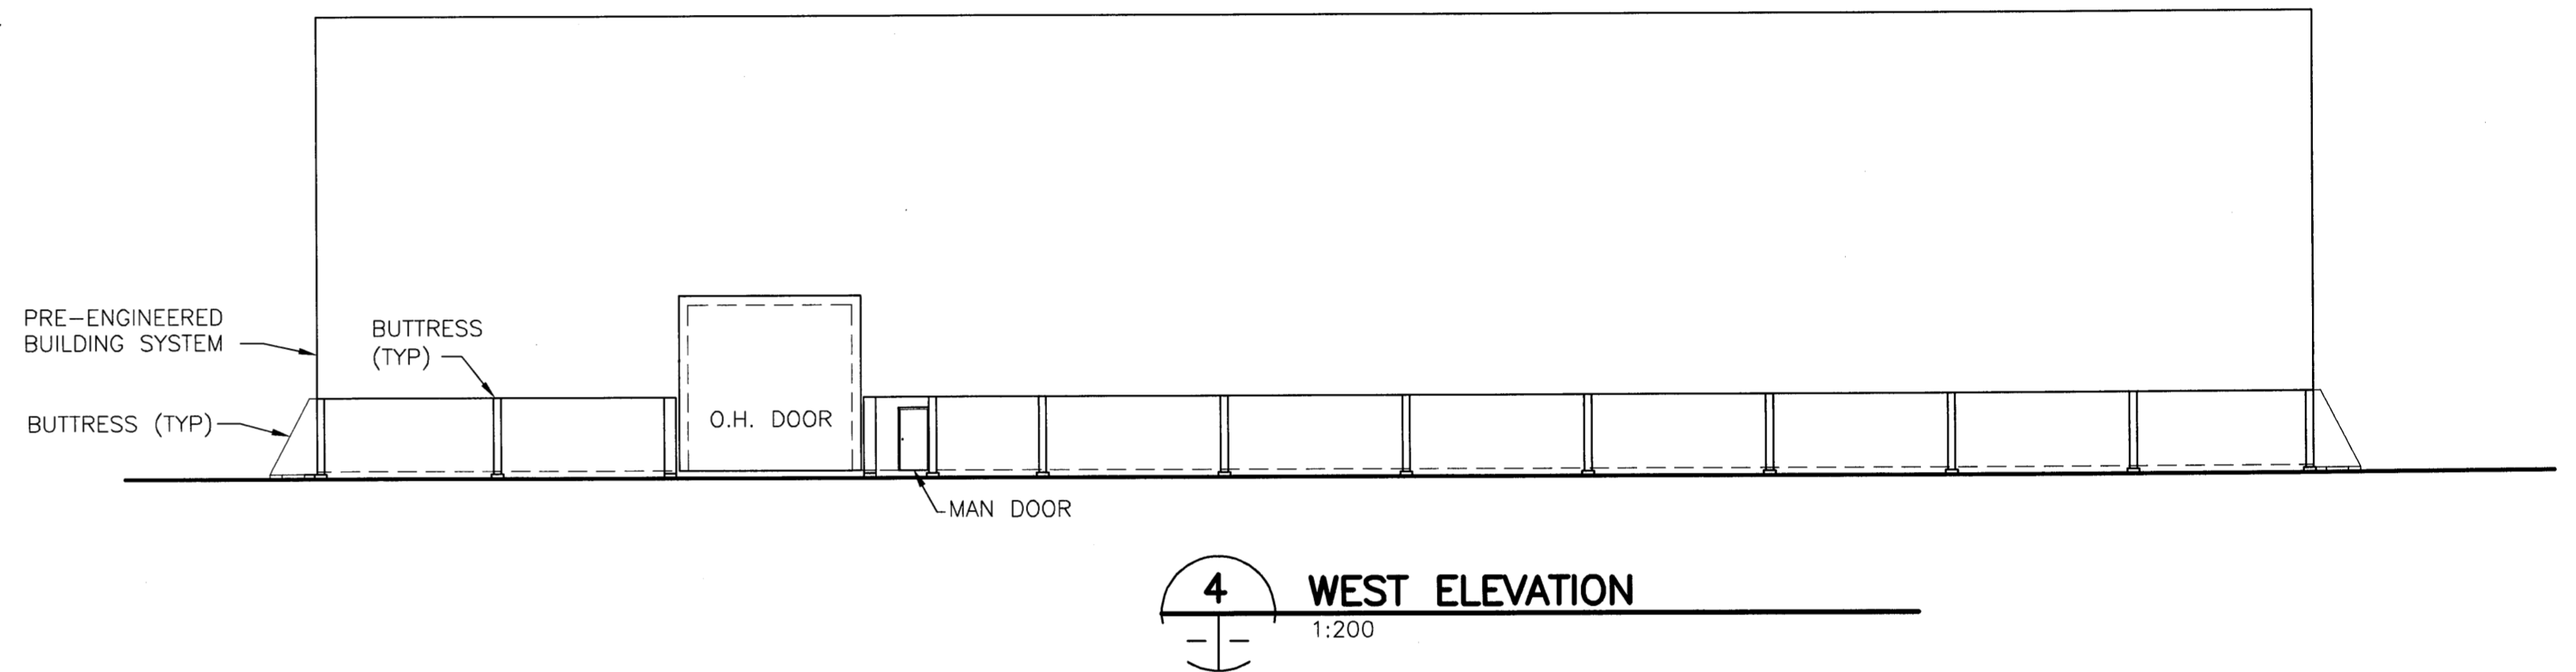 PRE-ENGINEERED
BUILDING SYSTEM
BUTTRESS
(TYP)
BUTTRESS (TYP)
O.H. DOOR
MAN DOOR
4
WEST ELEVATION
1:200